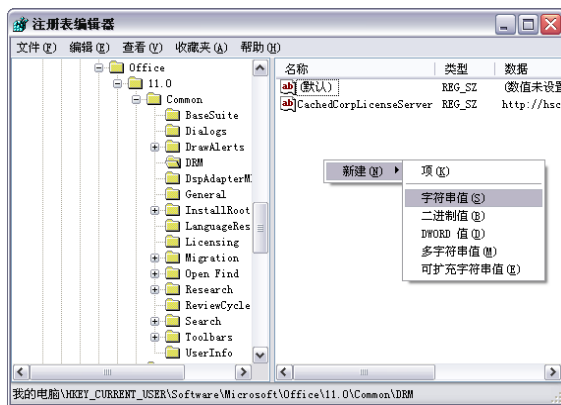 注册表编辑器
文件(F) 编辑(E) 查看(V) 收藏夹(A) 帮助(H)
Office
11.0
Common
BaseSuite
Dialogs
DrawAlerts
DRM
DspAdapterM
General
InstallRoot
LanguageRes
Licensing
Migration
Open Find
Research
ReviewCycle
Search
Toolbars
UserInfo
名称 类型 数据
(默认) REG_SZ (数值未设置
CachedCorpLicenseServer REG_SZ http://hsc
新建(N)
项(K)
字符串值(S)
二进制值(B)
DWORD 值(D)
多字符串值(M)
可扩充字符串值(E)
我的电脑\HKEY_CURRENT_USER\Software\Microsoft\Office\11.0\Common\DRM